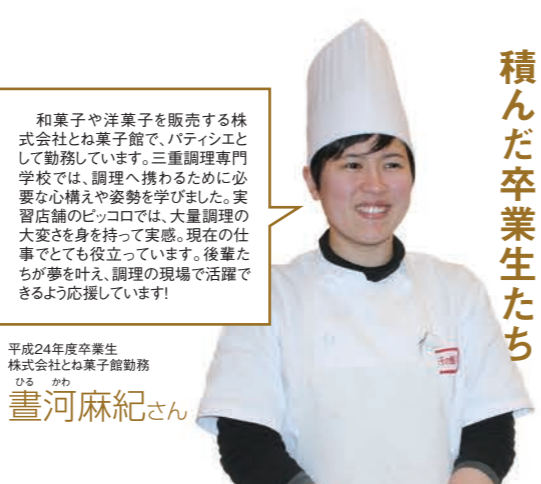 積んだ卒業生たち
和菓子や洋菓子を販売する株
式会社とね菓子館で、パティシエと
して勤務しています。三重調理専門
学校では、調理へ携わるために必
要な心構えや姿勢を学びました。実
習店舗のピッコロでは、大量調理の
大変さを身を持って実感。現在の仕
事でとても役立っています。後輩た
ちが夢を叶え、調理の現場で活躍で
きるよう応援しています!
平成24年度卒業生
株式会社とね菓子館勤務
ひる かわ
晝河麻紀さん